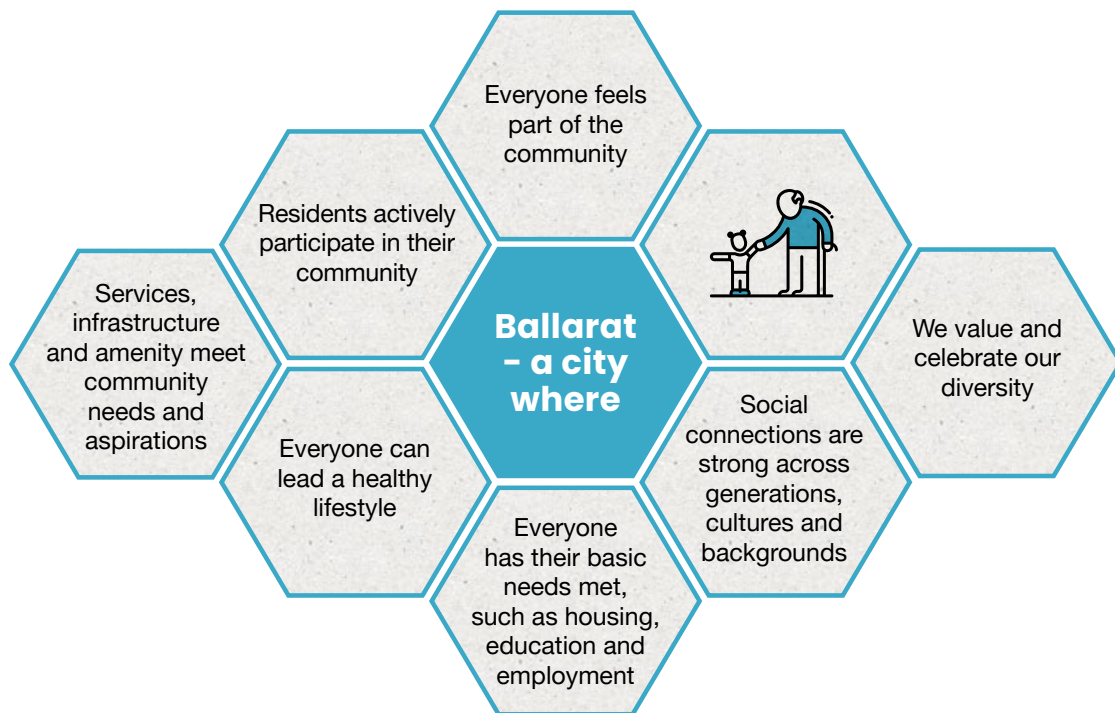 Everyone feels
part of the
community
Residents actively
participate in their
community
Services,
infrastructure
and amenity meet
community
needs and
aspirations
Ballarat
- a city
where
We value and
celebrate our
diversity
Everyone can
lead a healthy
lifestyle
Social
connections are
strong across
generations,
cultures and
backgrounds
Everyone
has their basic
needs met,
such as housing,
education and
employment